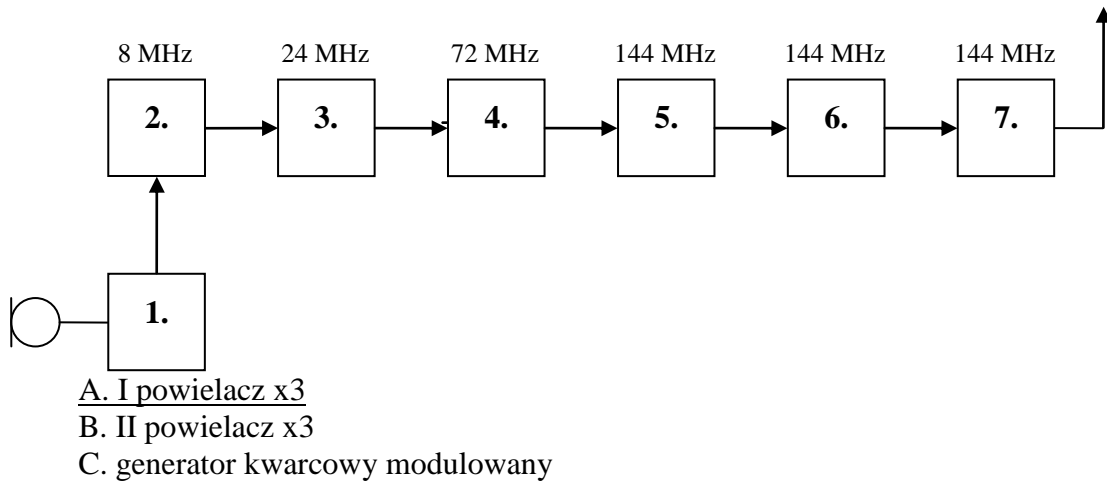 8 MHz 24 MHz 72 MHz 144 MHz 144 MHz 144 MHz
2. 3. 4. 5. 6. 7.
1.
A. I powielacz x3
B. II powielacz x3
C. generator kwarcowy modulowany